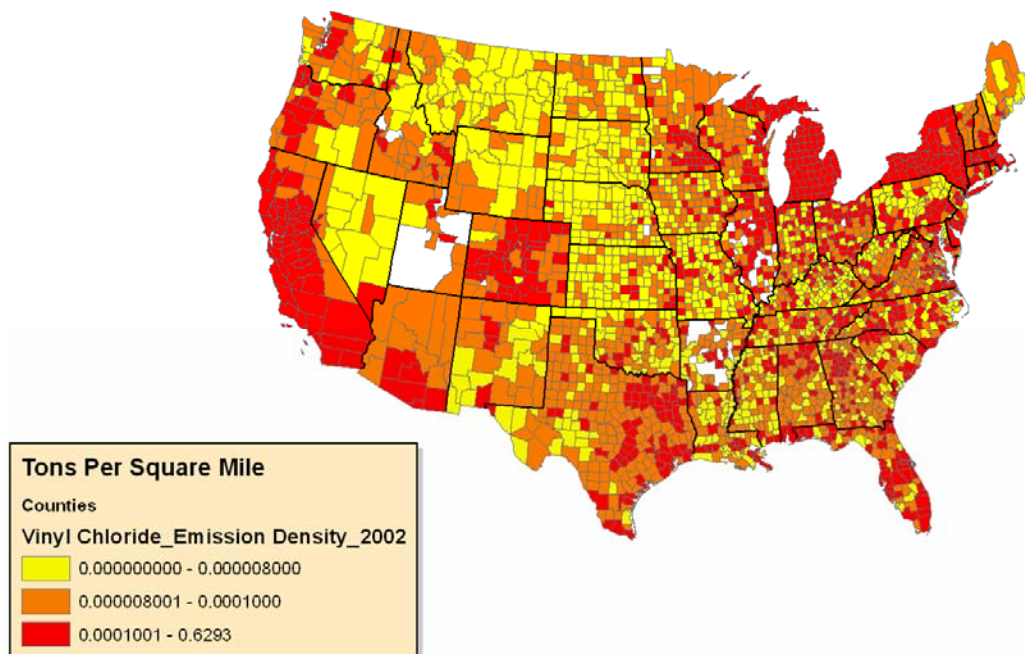 Tons Per Square Mile
Counties
Vinyl Chloride_Emission Density_2002
0.000000000 - 0.000008000
0.000008001 - 0.0001000
0.0001001 - 0.6293